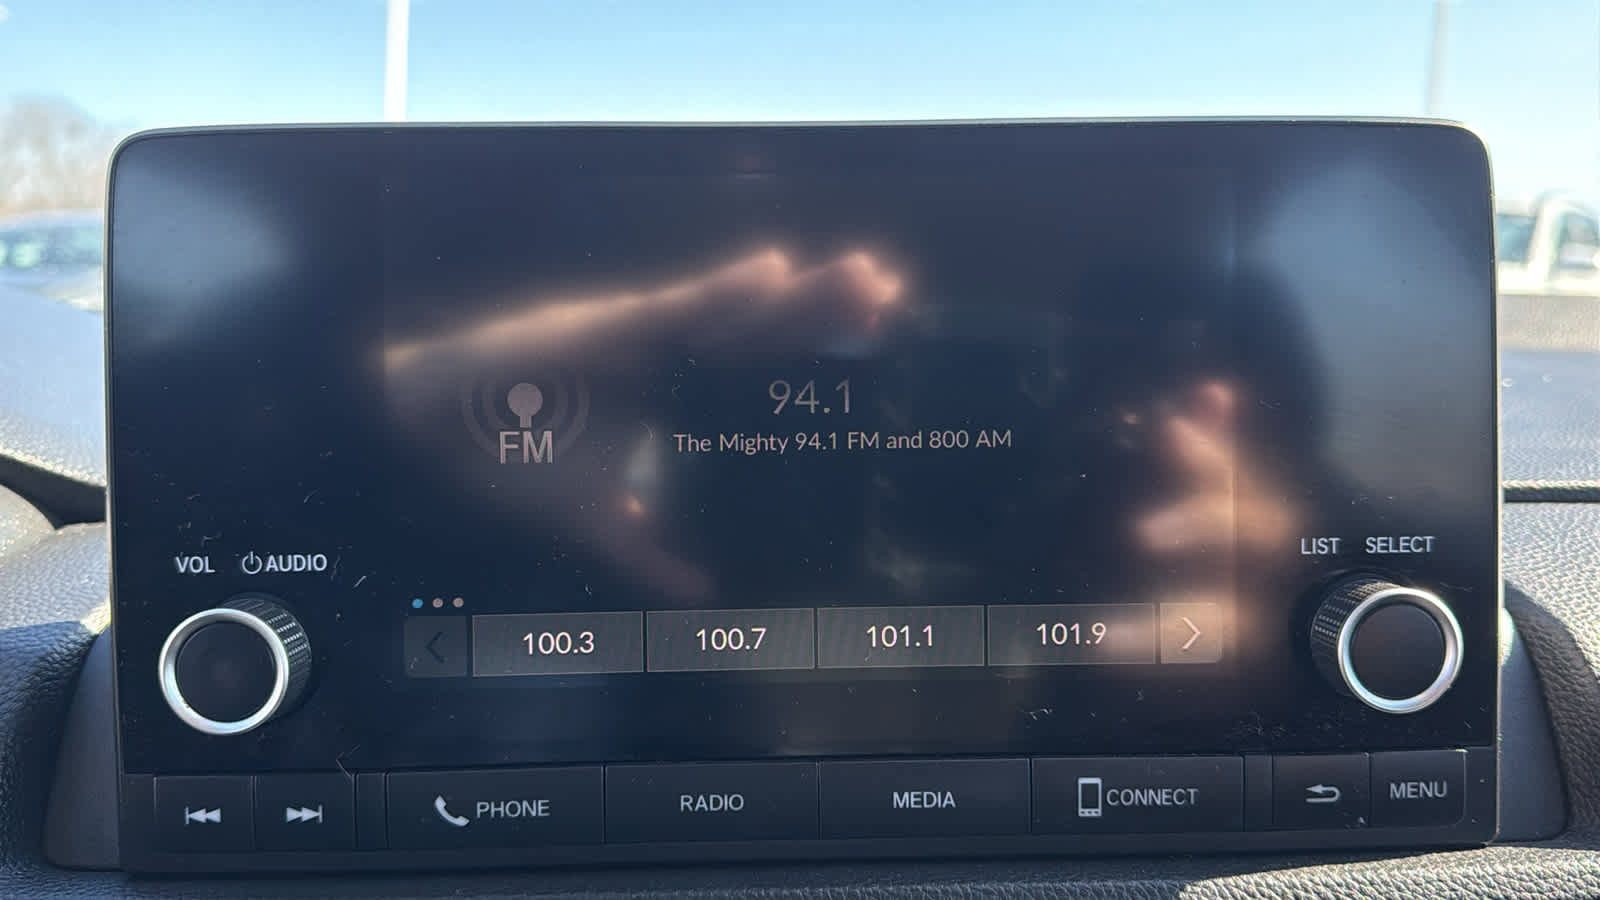 94.1
FM
The Mighty 94.1 FM and 800 AM
VOL AUDIO
LIST SELECT
100.3 100.7 101.1 101.9
PHONE RADIO MEDIA CONNECT MENU